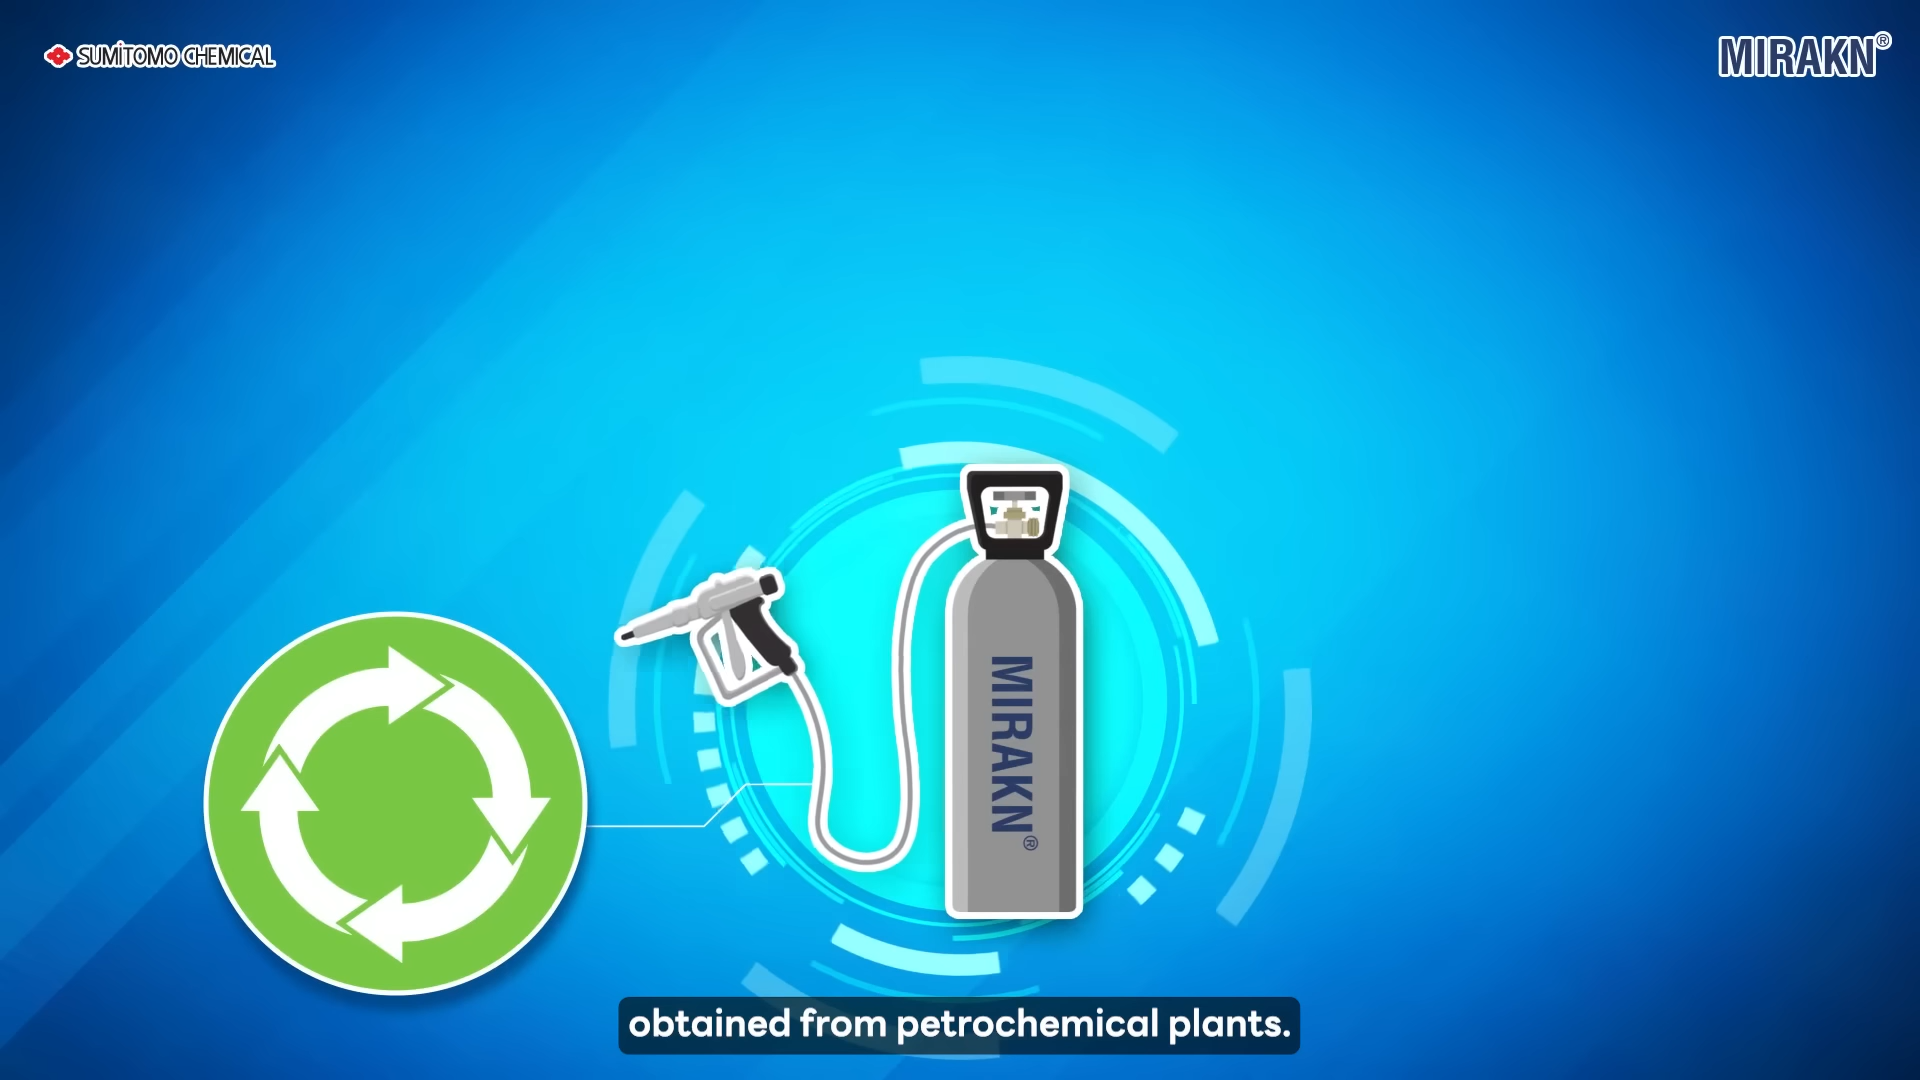 SUMITOMO CHEMICAL
MIRAKN®
MIRAKN®
obtained from petrochemical plants.